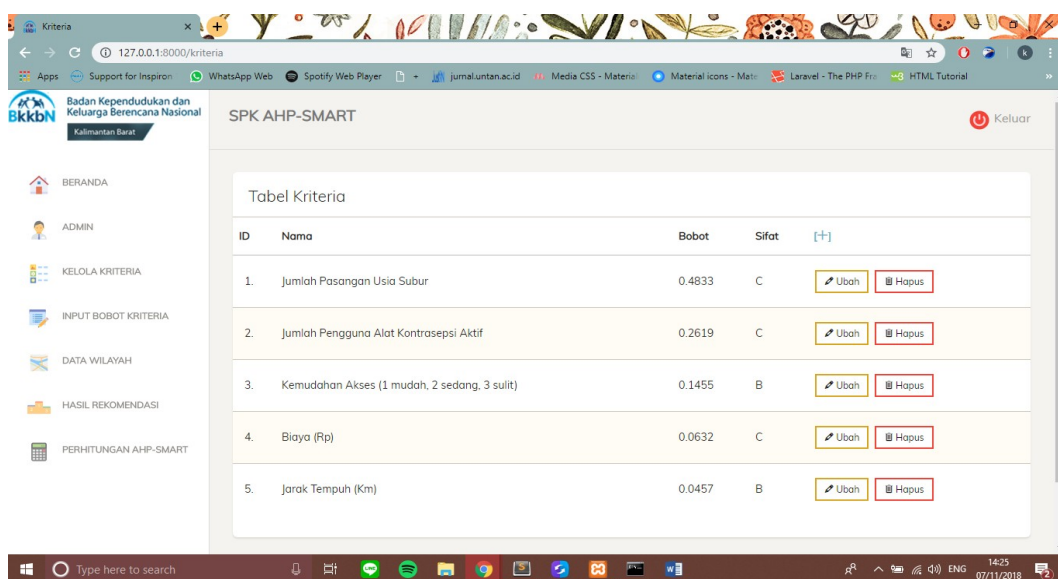 Kriteria
127.0.0.1:8000/kriteria
Apps Support for Inspiron WhatsApp Web Spotify Web Player jurnal.untan.ac.id Media CSS - Material Material icons - Mate Laravel - The PHP Fra HTML Tutorial
BkkbN
Badan Kependudukan dan
Keluarga Berencana Nasional
Kalimantan Barat
SPK AHP-SMART
Keluar
BERANDA
ADMIN
KELOLA KRITERIA
INPUT BOBOT KRITERIA
DATA WILAYAH
HASIL REKOMENDASI
PERHITUNGAN AHP-SMART
Tabel Kriteria
ID Nama Bobot Sifat [+]
1. Jumlah Pasangan Usia Subur 0.4833 C Ubah Hapus
2. Jumlah Pengguna Alat Kontrasepsi Aktif 0.2619 C Ubah Hapus
3. Kemudahan Akses (1 mudah, 2 sedang, 3 sulit) 0.1455 B Ubah Hapus
4. Biaya (Rp) 0.0632 C Ubah Hapus
5. Jarak Tempuh (Km) 0.0457 B Ubah Hapus
Type here to search
ENG
14:25
07/11/2018